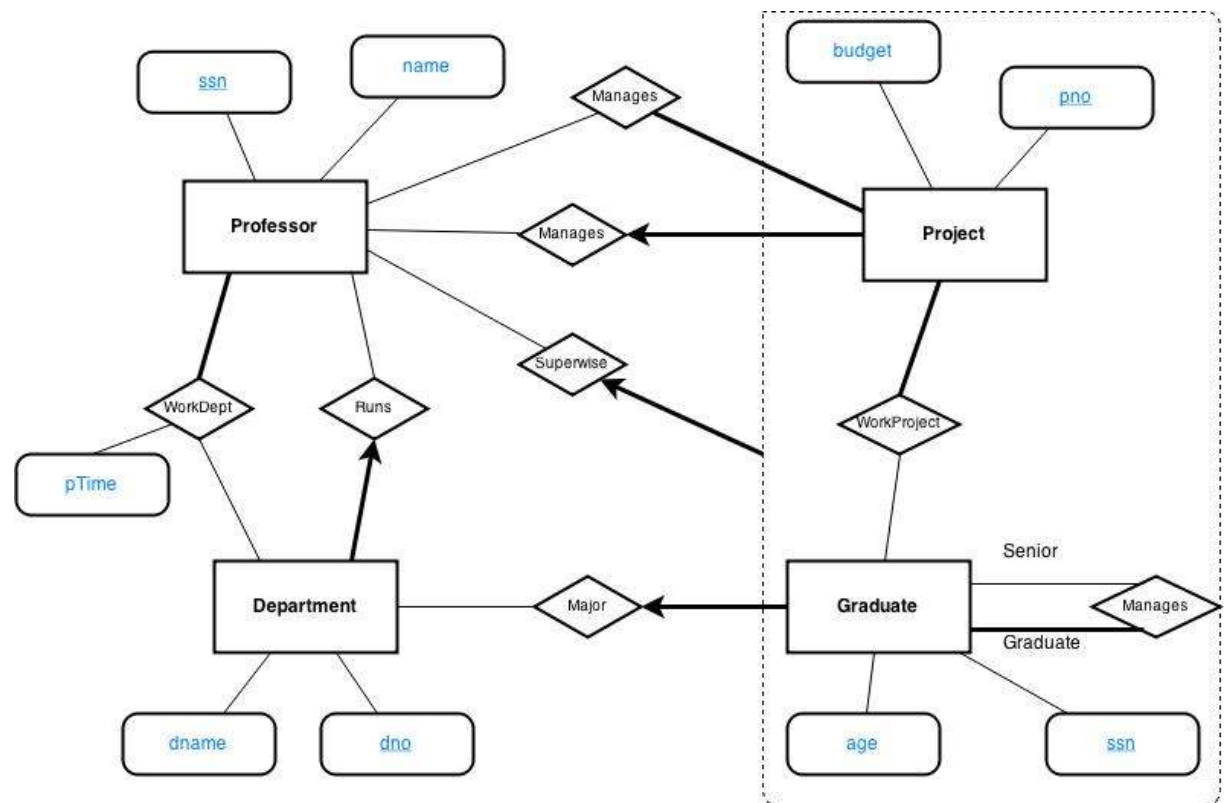 budget
name
ssn
Manages
pno
Professor
Manages
Project
Superwise
WorkDept
Runs
WorkProject
pTime
Senior
Department
Major
Graduate
Manages
Graduate
dname
dno
age
ssn